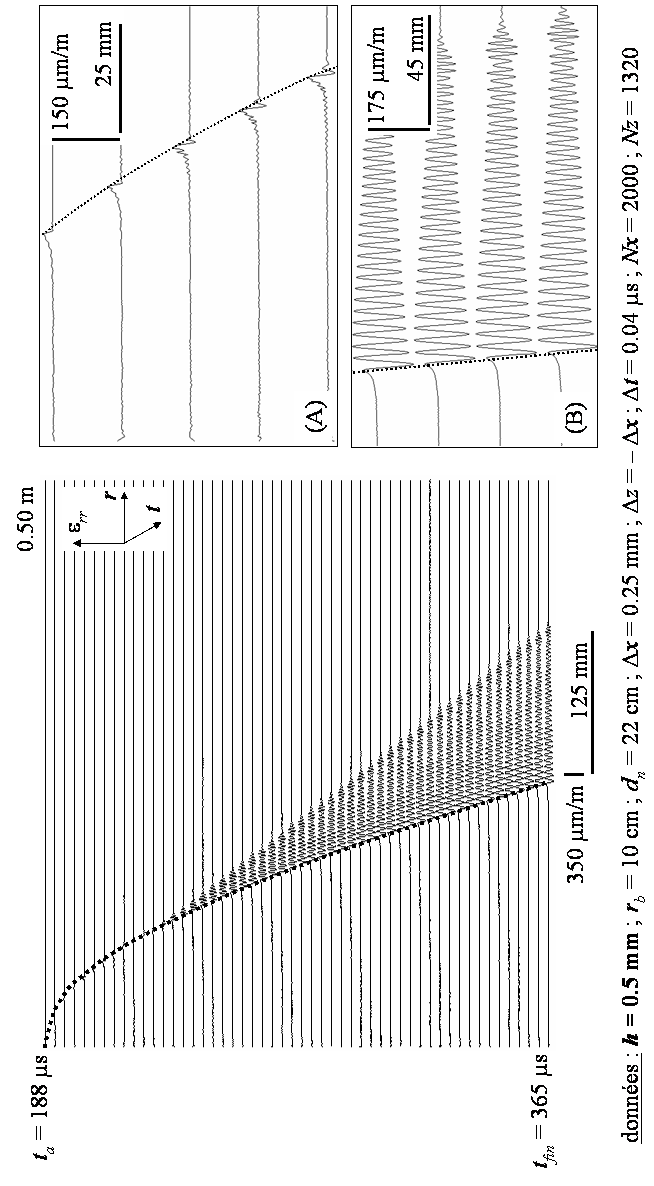 tₐ = 188 µs
0.50 m
εᵣᵣ
r
t
t_fin = 365 µs
350 µm/m
125 mm
150 µm/m
25 mm
(A)
175 µm/m
45 mm
(B)
données : h = 0.5 mm ; r_b = 10 cm ; d_n = 22 cm ; Δx = 0.25 mm ; Δz = – Δx ; Δt = 0.04 µs ; Nx = 2000 ; Nz = 1320